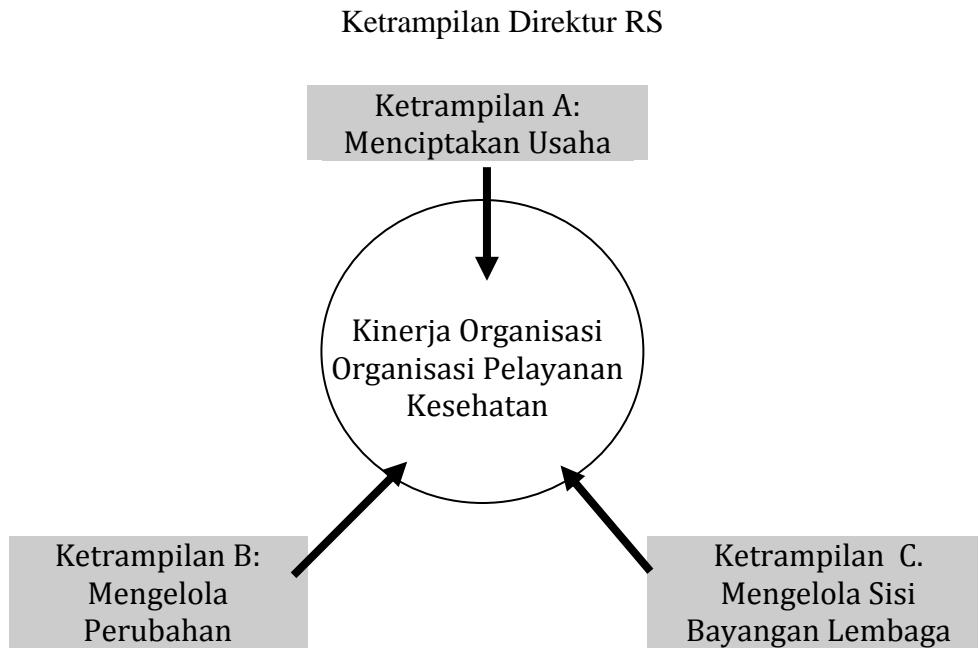 Ketrampilan Direktur RS
Ketrampilan A:
Menciptakan Usaha
Kinerja Organisasi
Organisasi Pelayanan
Kesehatan
Ketrampilan B:
Mengelola
Perubahan
Ketrampilan C.
Mengelola Sisi
Bayangan Lembaga